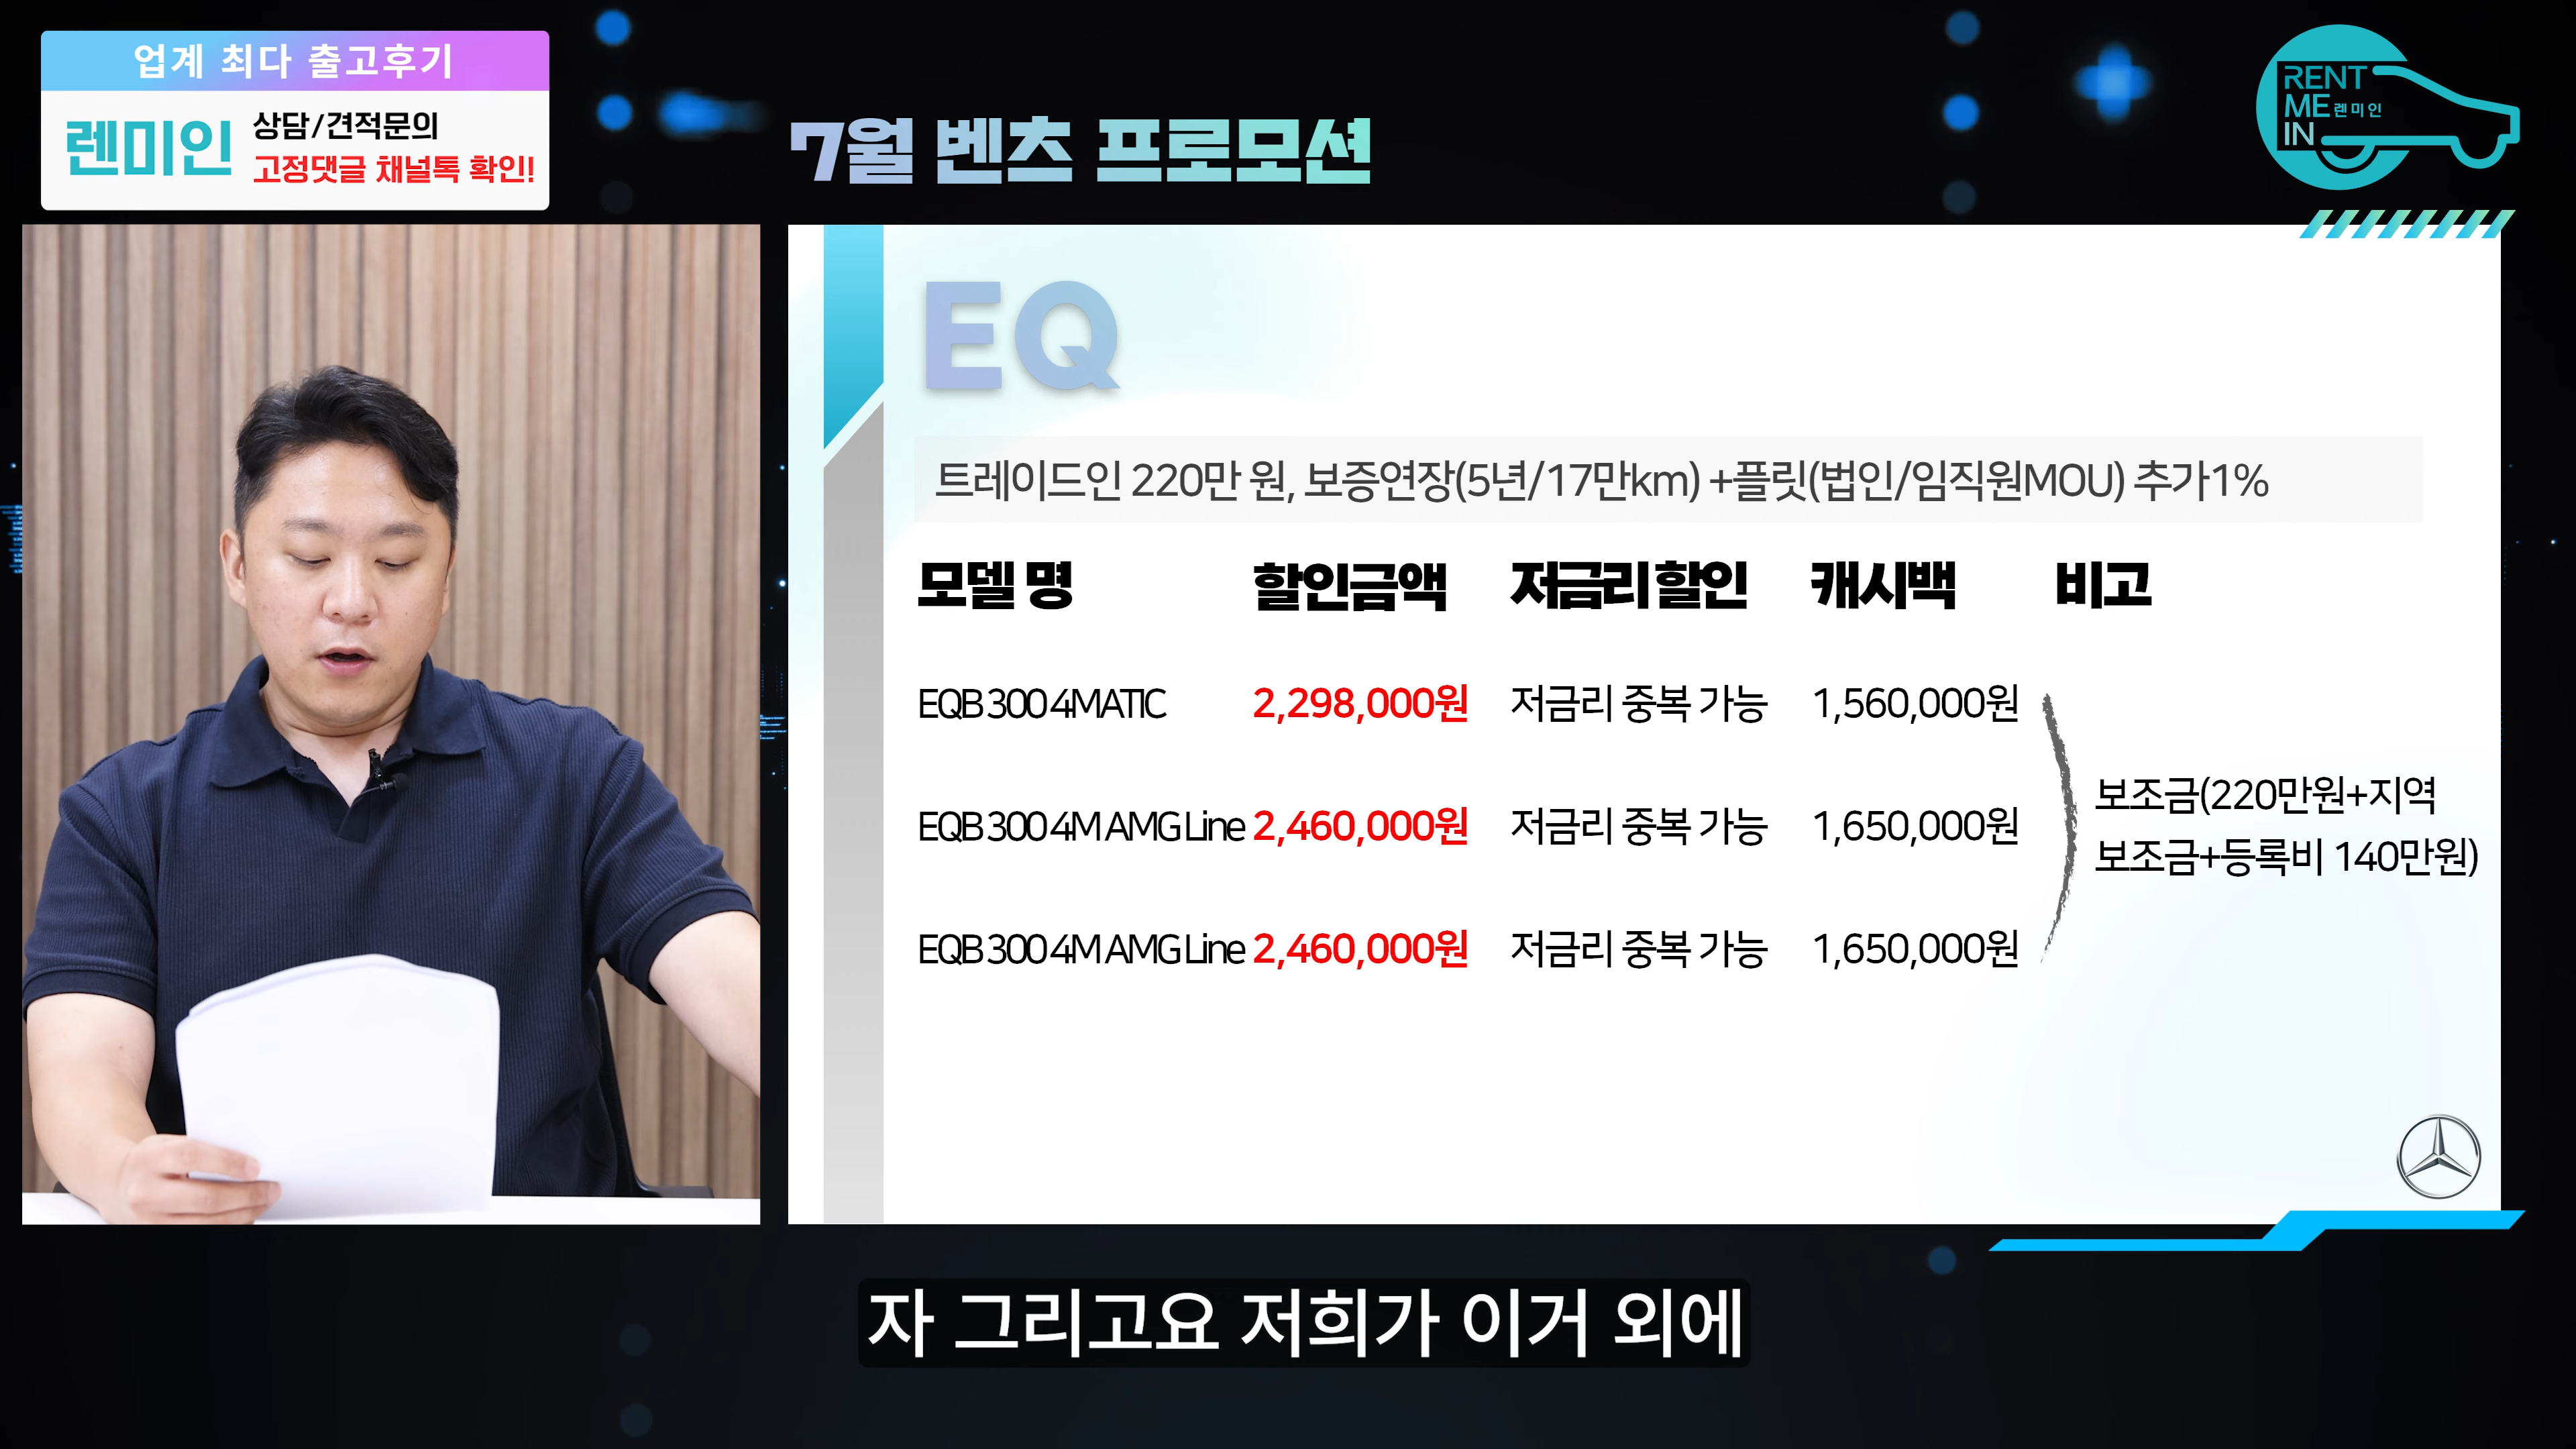 업계 최다 출고후기
렌미인
상담/견적문의
고정댓글 채널톡 확인!
7월 벤츠 프로모션
RENT
ME 렌미인
IN
EQ
트레이드인 220만 원, 보증연장(5년/17만km) +플릿(법인/임직원MOU) 추가1%
모델 명 할인금액 저금리 할인 캐시백 비고
EQB 300 4MATIC 2,298,000원 저금리 중복 가능 1,560,000원
EQB 300 4M AMG Line 2,460,000원 저금리 중복 가능 1,650,000원
EQB 300 4M AMG Line 2,460,000원 저금리 중복 가능 1,650,000원
보조금(220만원+지역
보조금+등록비 140만원)
자 그리고요 저희가 이거 외에